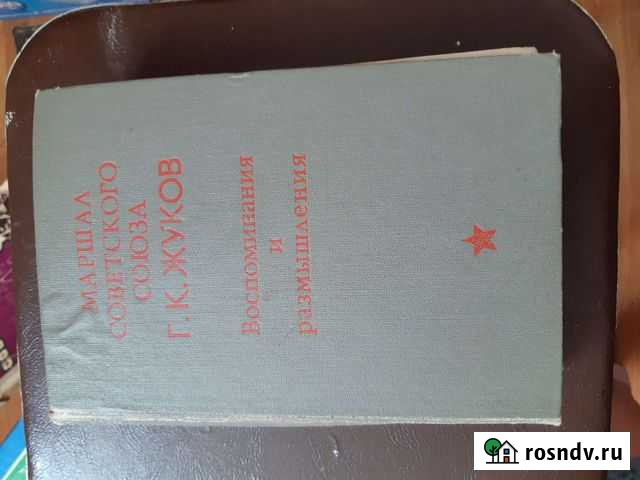 МАРШАЛ
СОВЕТСКОГО
СОЮЗА
Г. К. ЖУКОВ
Воспоминания
и
размышления
rosndv.ru